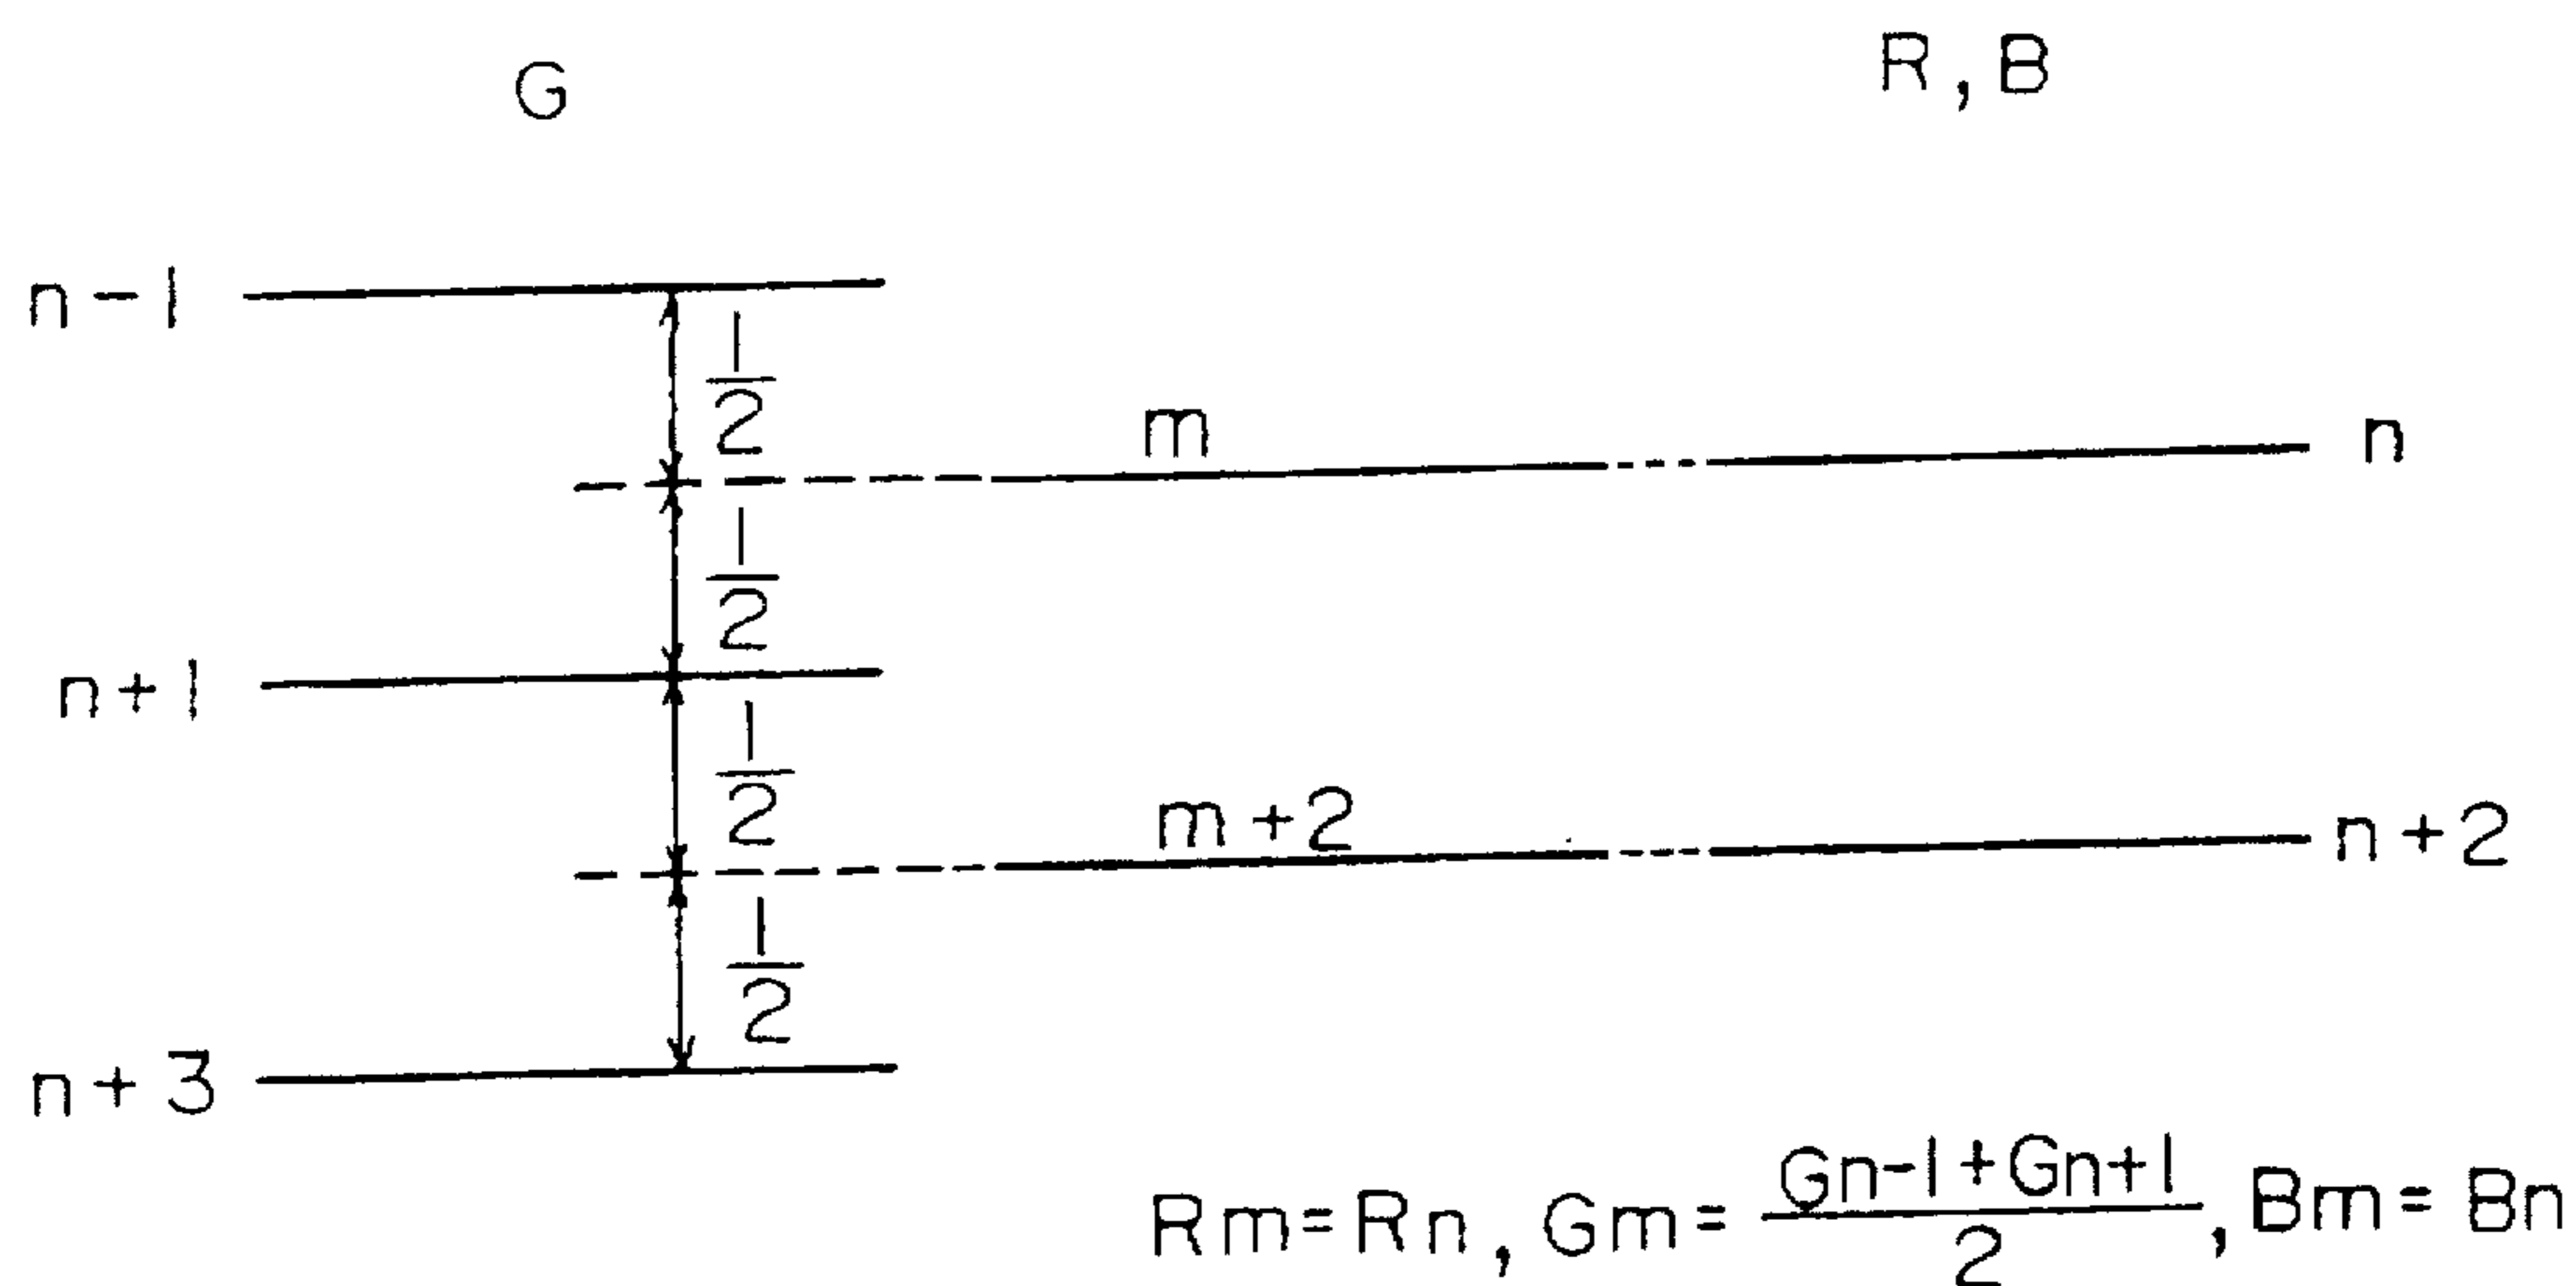 G R, B
n-1
1/2
m n
1/2
n+1
1/2
m+2 n+2
1/2
n+3
Rm=Rn, Gm= (Gn-1+Gn+1)/2, Bm=Bn